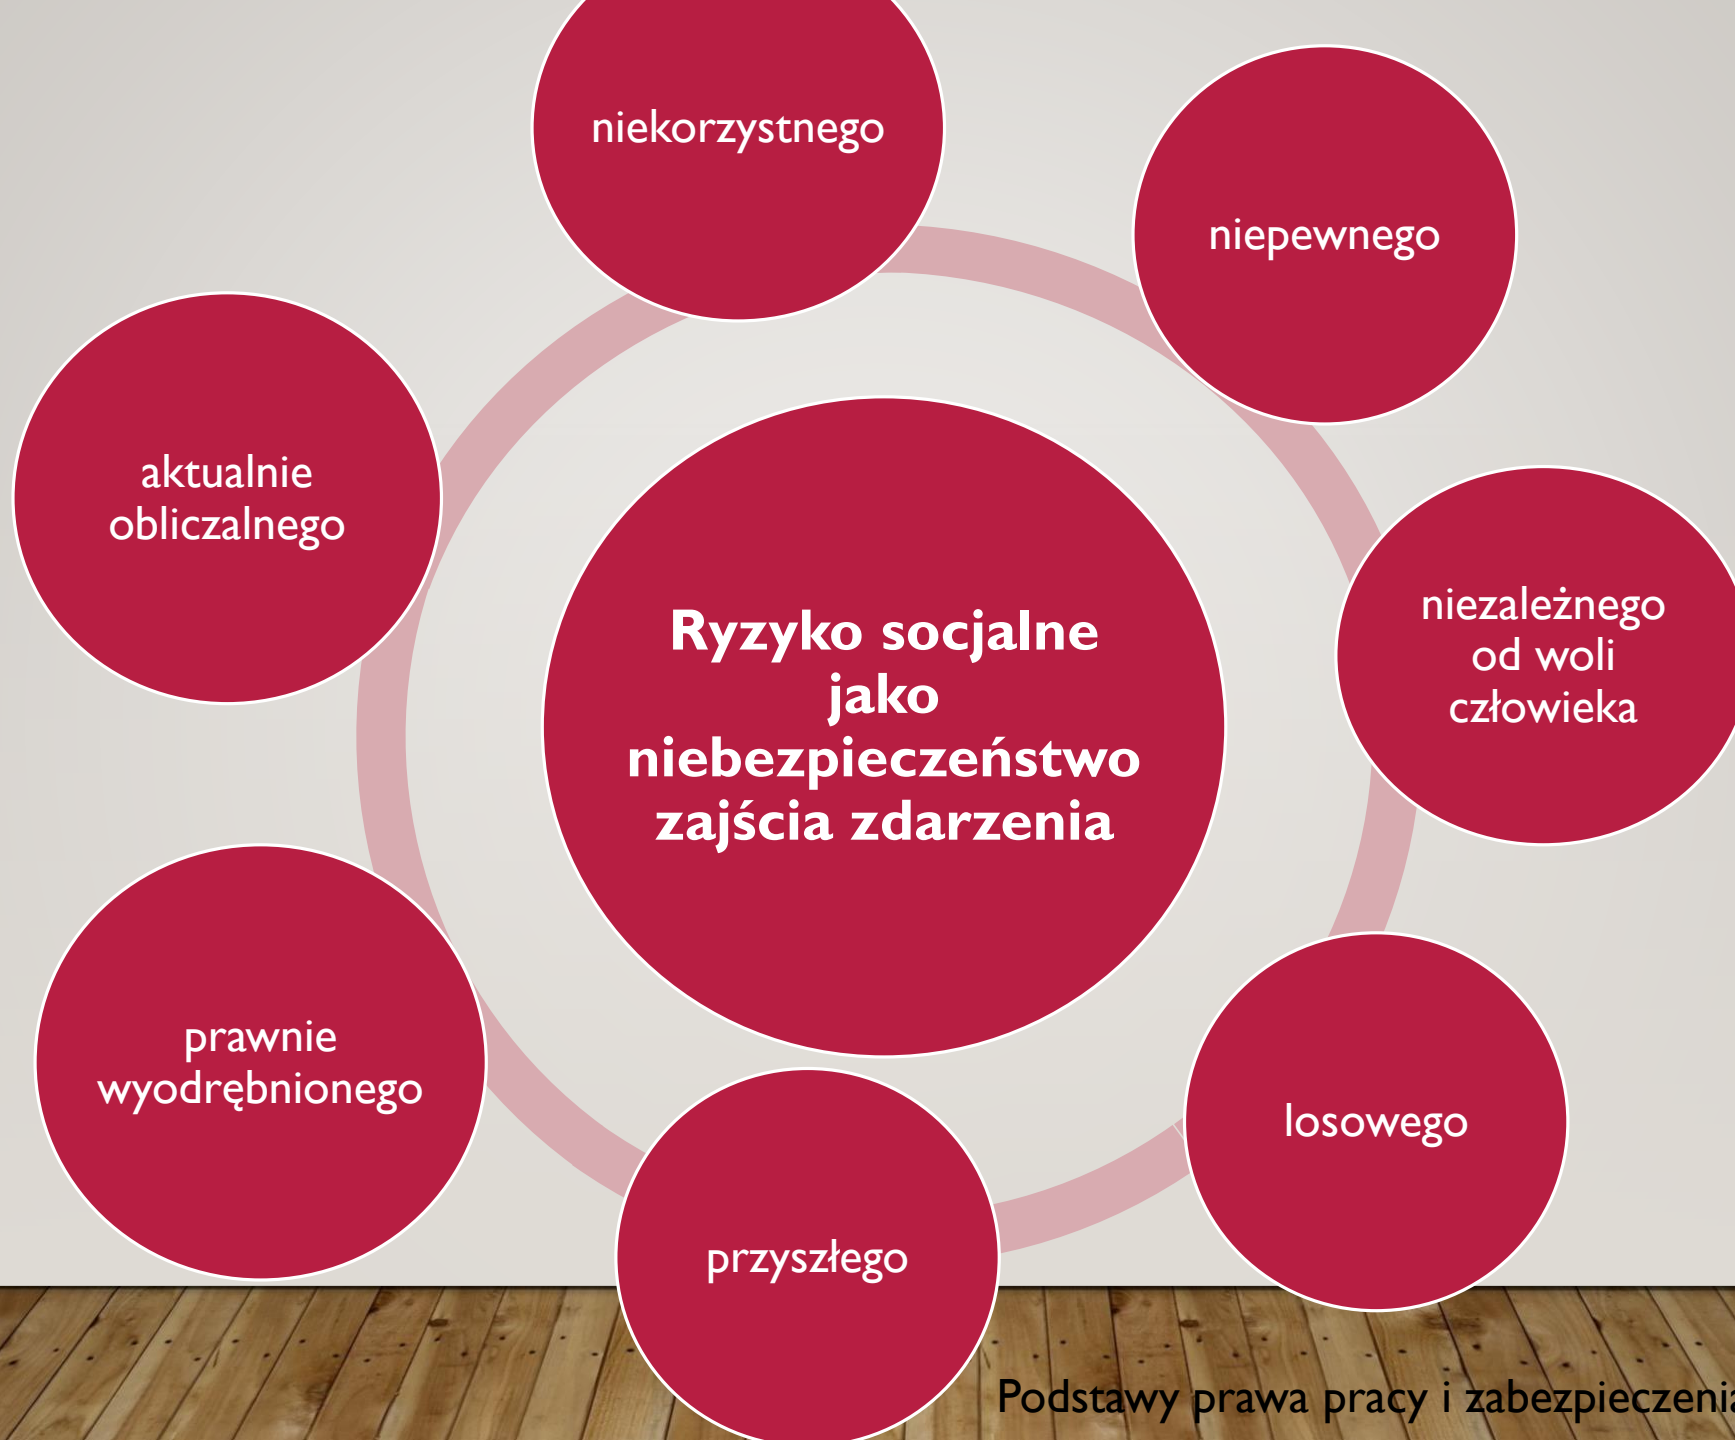 niekorzystnego
niepewnego
niezależnego
od woli
człowieka
losowego
przyszłego
prawnie
wyodrębnionego
aktualnie
obliczalnego
Ryzyko socjalne
jako
niebezpieczeństwo
zajścia zdarzenia
Podstawy prawa pracy i zabezpieczenia